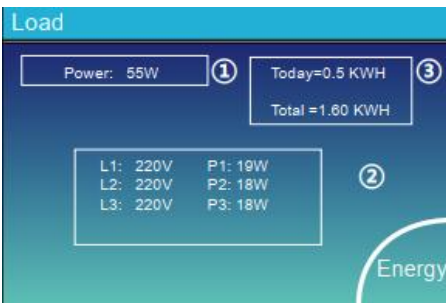 Load
Power: 55W ①
Today=0.5 KWH ③
Total =1.60 KWH
L1: 220V P1: 19W
L2: 220V P2: 18W ②
L3: 220V P3: 18W
Energy